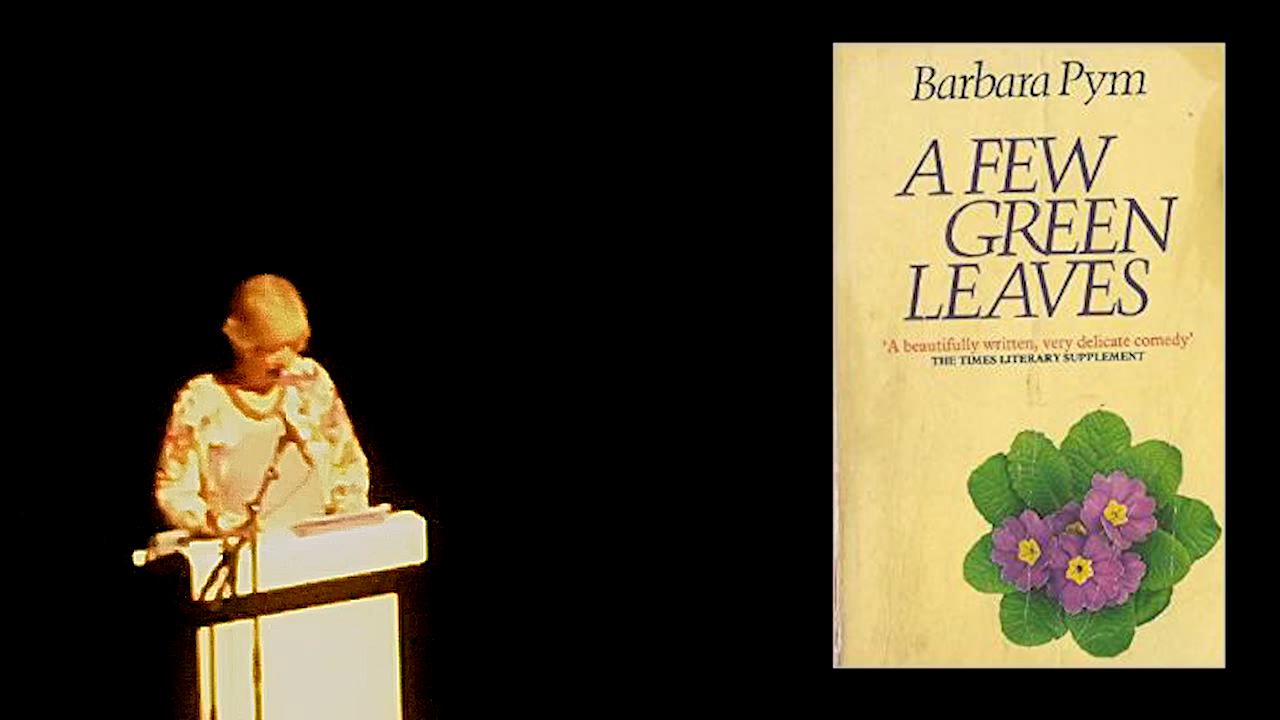 Barbara Pym
A FEW
GREEN
LEAVES
'A beautifully written, very delicate comedy'
THE TIMES LITERARY SUPPLEMENT